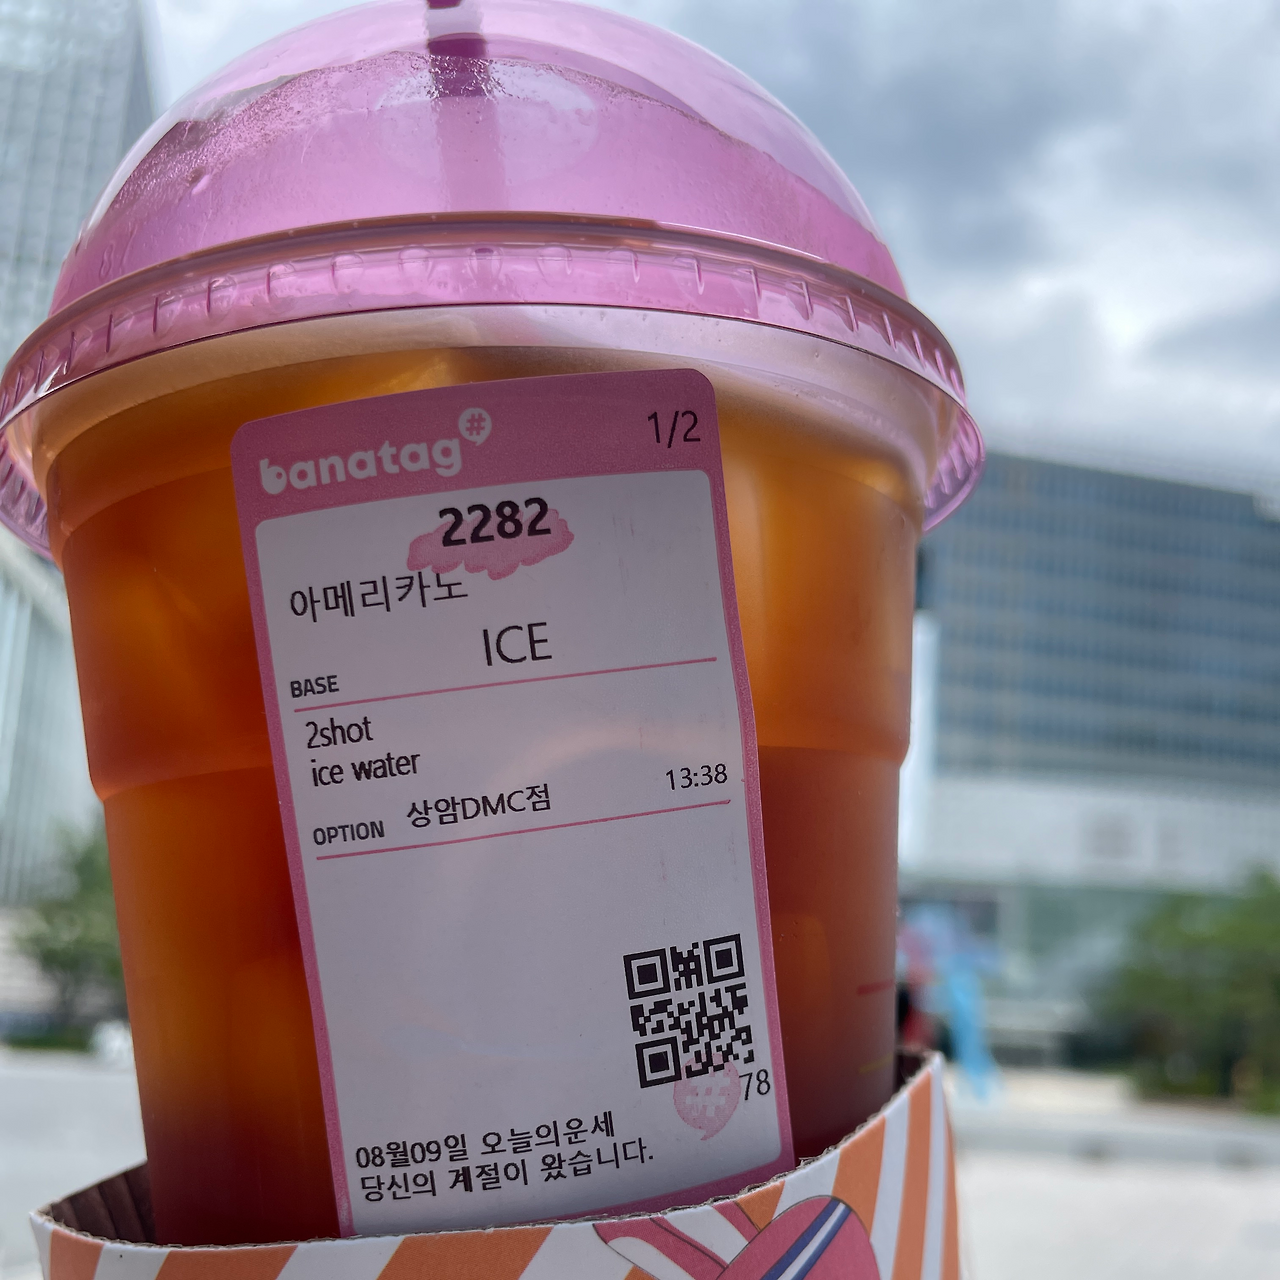 banatag#
1/2
2282
아메리카노
ICE
BASE
2shot
ice water
13:38
OPTION 상암DMC점
#
78
08월09일 오늘의운세
당신의 계절이 왔습니다.